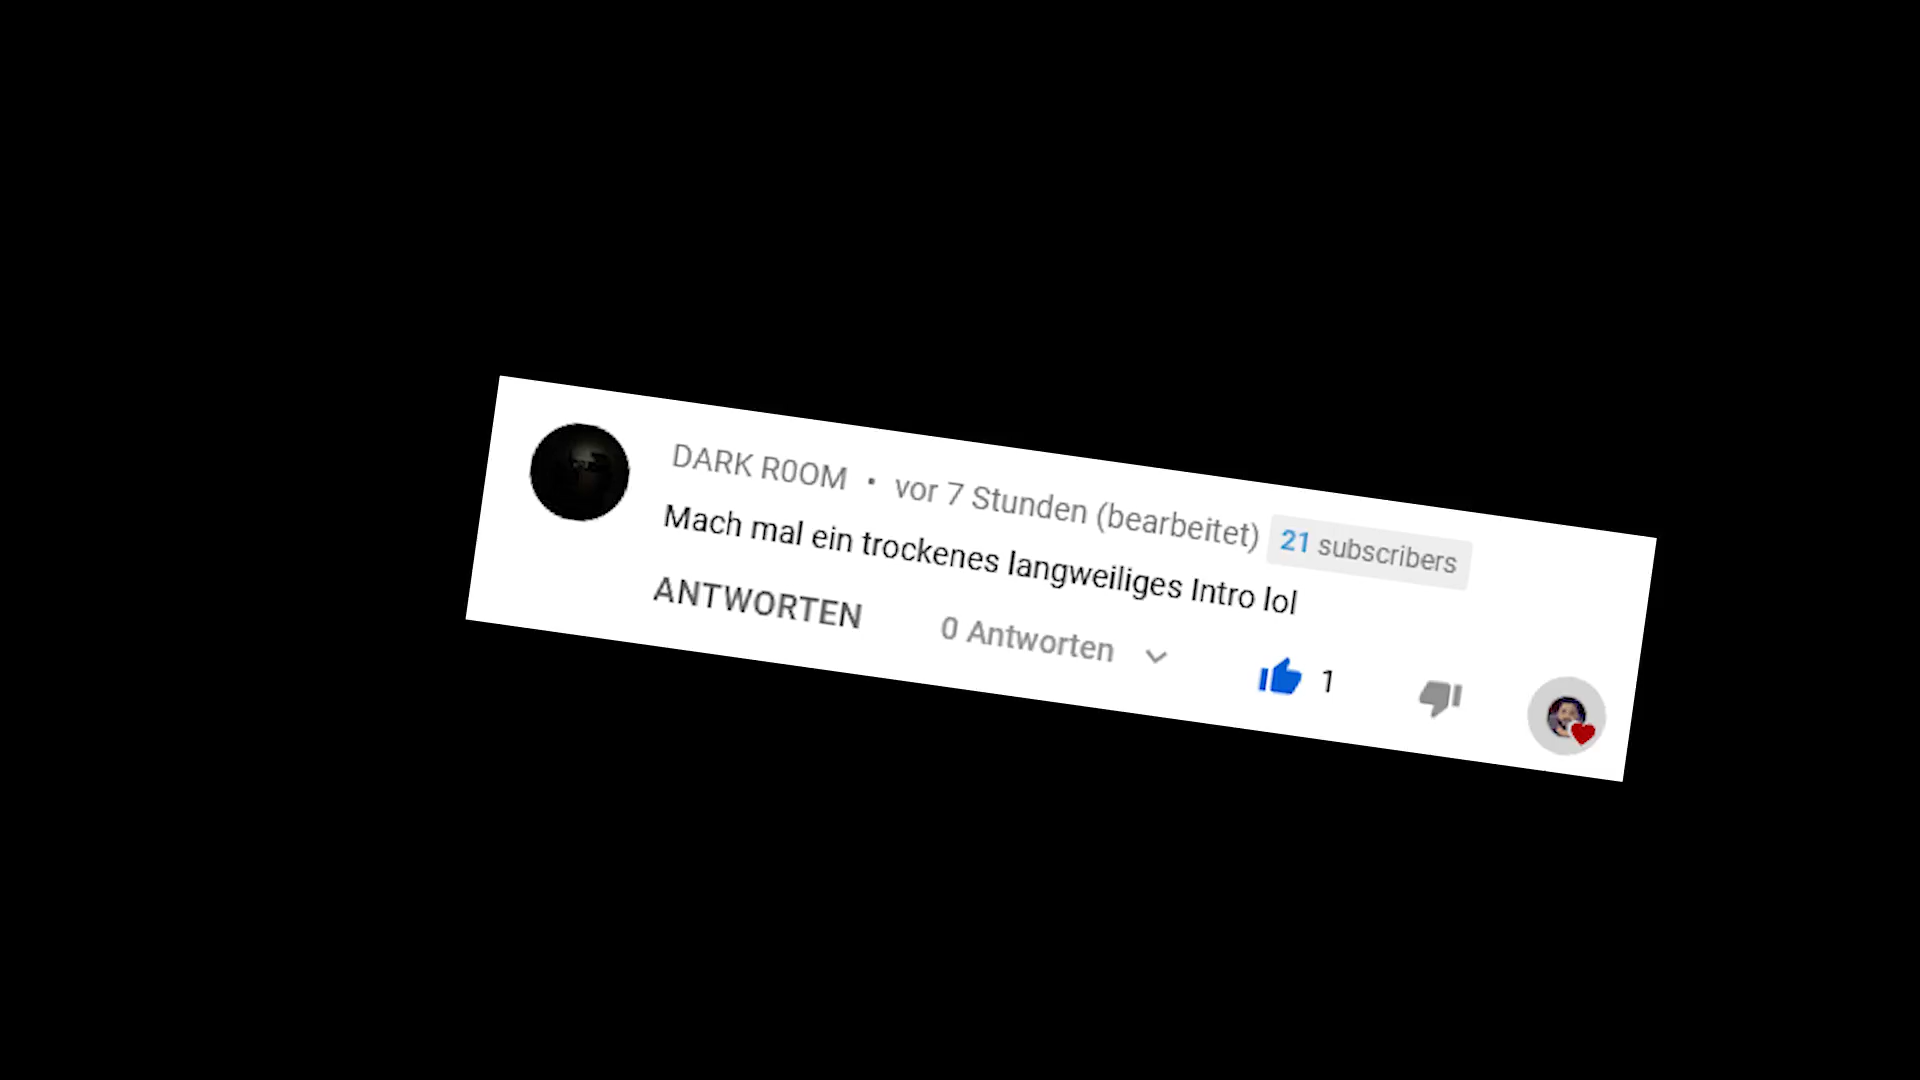 DARK R0OM • vor 7 Stunden (bearbeitet) 21 subscribers
Mach mal ein trockenes langweiliges Intro lol
ANTWORTEN 0 Antworten 1